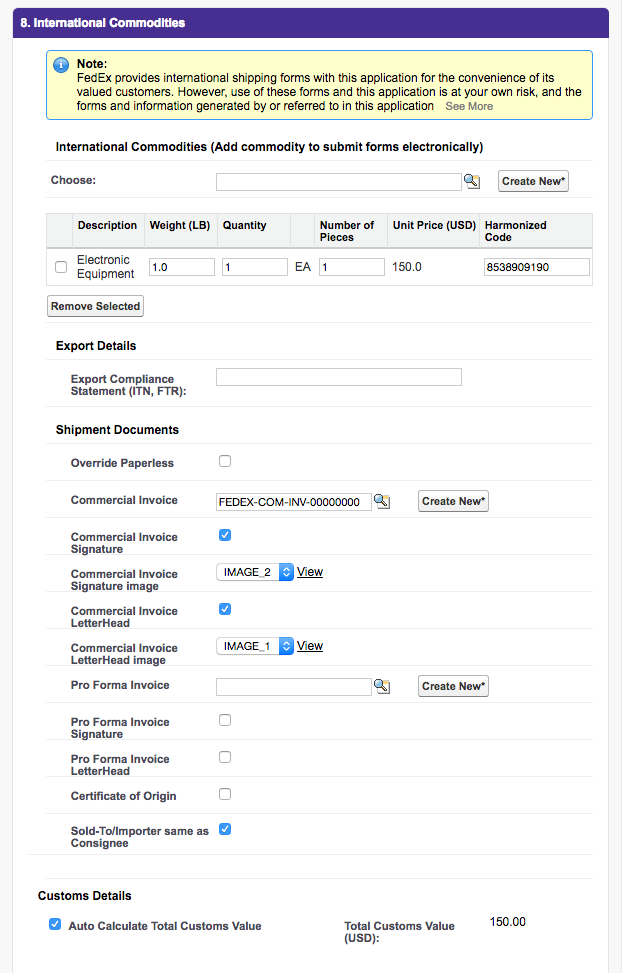 8. International Commodities
Note:
FedEx provides international shipping forms with this application for the convenience of its
valued customers. However, use of these forms and this application is at your own risk, and the
forms and information generated by or referred to in this application See More
International Commodities (Add commodity to submit forms electronically)
Choose:
Create New*
Description Weight (LB) Quantity Number of Pieces Unit Price (USD) Harmonized Code
Electronic Equipment 1.0 1 EA 1 150.0 8538909190
Remove Selected
Export Details
Export Compliance
Statement (ITN, FTR):
Shipment Documents
Override Paperless
Commercial Invoice FEDEX-COM-INV-00000000 Create New*
Commercial Invoice
Signature
Commercial Invoice
Signature image
IMAGE_2 View
Commercial Invoice
LetterHead
Commercial Invoice
LetterHead image
IMAGE_1 View
Pro Forma Invoice Create New*
Pro Forma Invoice
Signature
Pro Forma Invoice
LetterHead
Certificate of Origin
Sold-To/Importer same as
Consignee
Customs Details
Auto Calculate Total Customs Value
Total Customs Value
(USD):
150.00